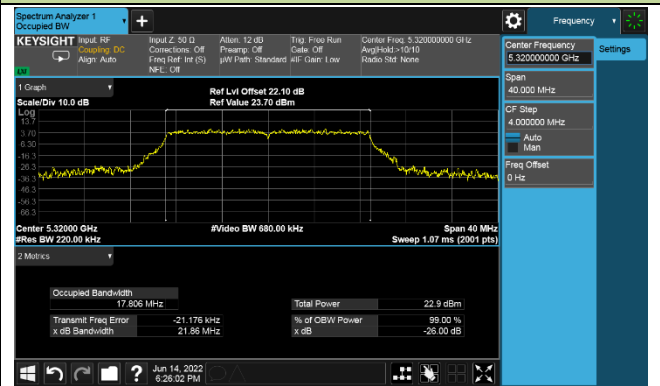 Spectrum Analyzer 1
Occupied BW
Frequency
KEYSIGHT
Input: RF
Coupling: DC
Align: Auto
Input Z: 50 Ω
Corrections: Off
Freq Ref: Int (S)
NFE: Off
Atten: 12 dB
Preamp: Off
µW Path: Standard
Trig: Free Run
Gate: Off
#IF Gain: Low
Center Freq: 5.320000000 GHz
Avg|Hold:>10/10
Radio Std: None
Center Frequency
5.320000000 GHz
Settings
Span
40.000 MHz
CF Step
4.000000 MHz
Auto
Man
Freq Offset
0 Hz
1 Graph
Scale/Div 10.0 dB
Ref Lvl Offset 22.10 dB
Ref Value 23.70 dBm
Log
13.7
3.70
-6.30
-16.3
-26.3
-36.3
-46.3
-56.3
-66.3
Center 5.32000 GHz
#Res BW 220.00 kHz
#Video BW 680.00 kHz
Span 40 MHz
Sweep 1.07 ms (2001 pts)
2 Metrics
Occupied Bandwidth
17.806 MHz
Total Power 22.9 dBm
Transmit Freq Error -21.176 kHz
% of OBW Power 99.00 %
x dB Bandwidth 21.86 MHz
x dB -26.00 dB
Jun 14, 2022
6:26:02 PM